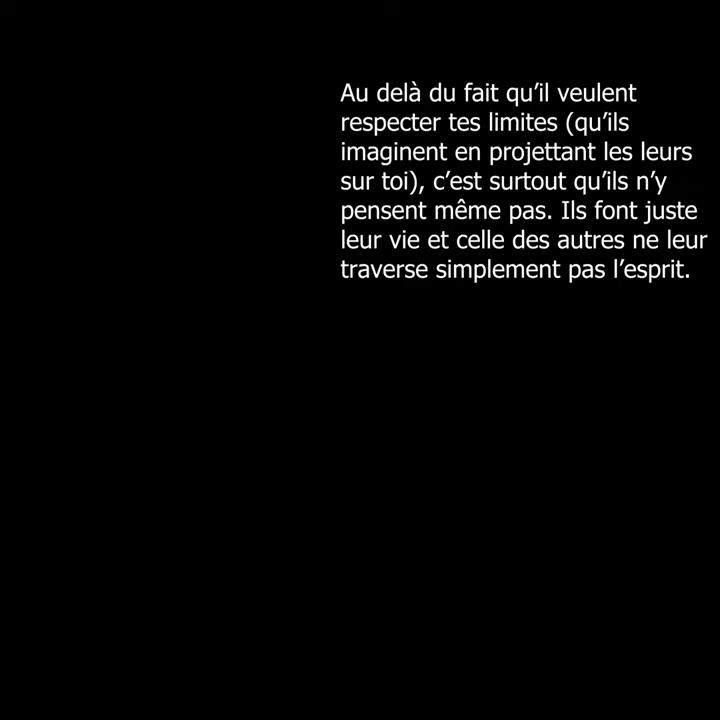 Au delà du fait qu’il veulent
respecter tes limites (qu’ils
imaginent en projettant les leurs
sur toi), c’est surtout qu’ils n’y
pensent même pas. Ils font juste
leur vie et celle des autres ne leur
traverse simplement pas l’esprit.